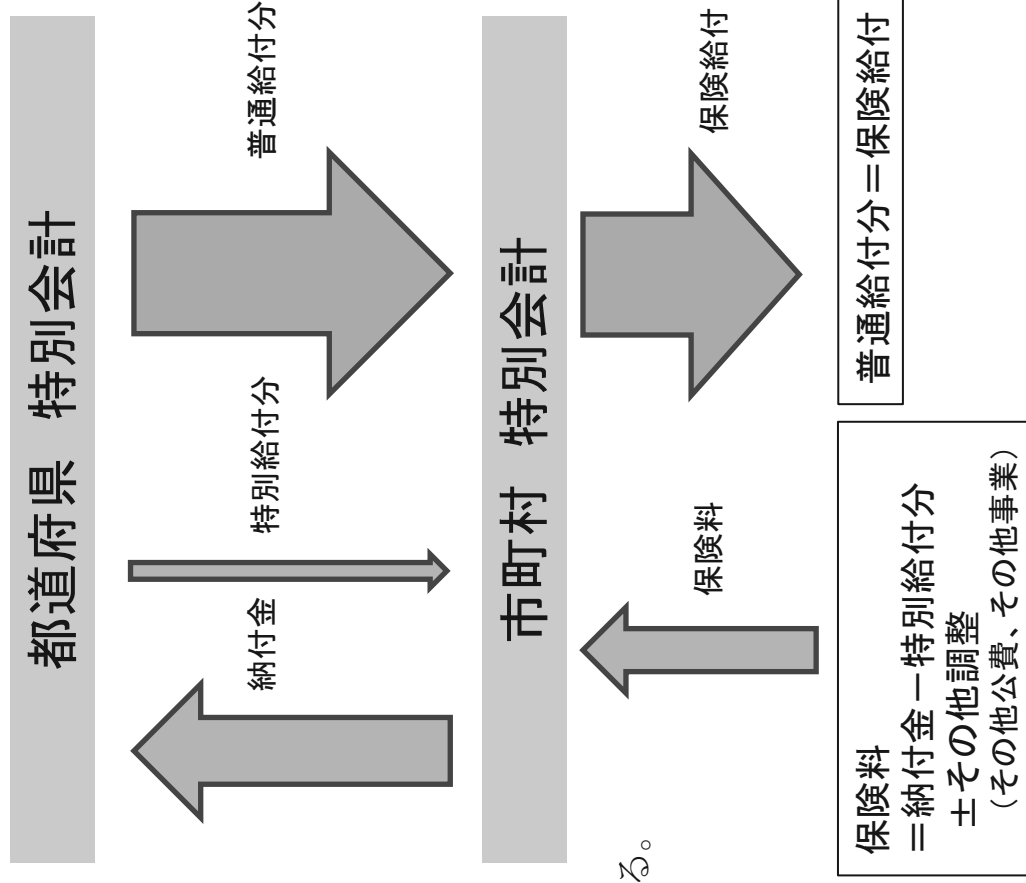 都道府県　特別会計
納付金
特別給付分
普通給付分
市町村　特別会計
保険料
保険給付
る。
保険料
＝納付金－特別給付分
±その他調整
（その他公費、その他事業）
普通給付分＝保険給付